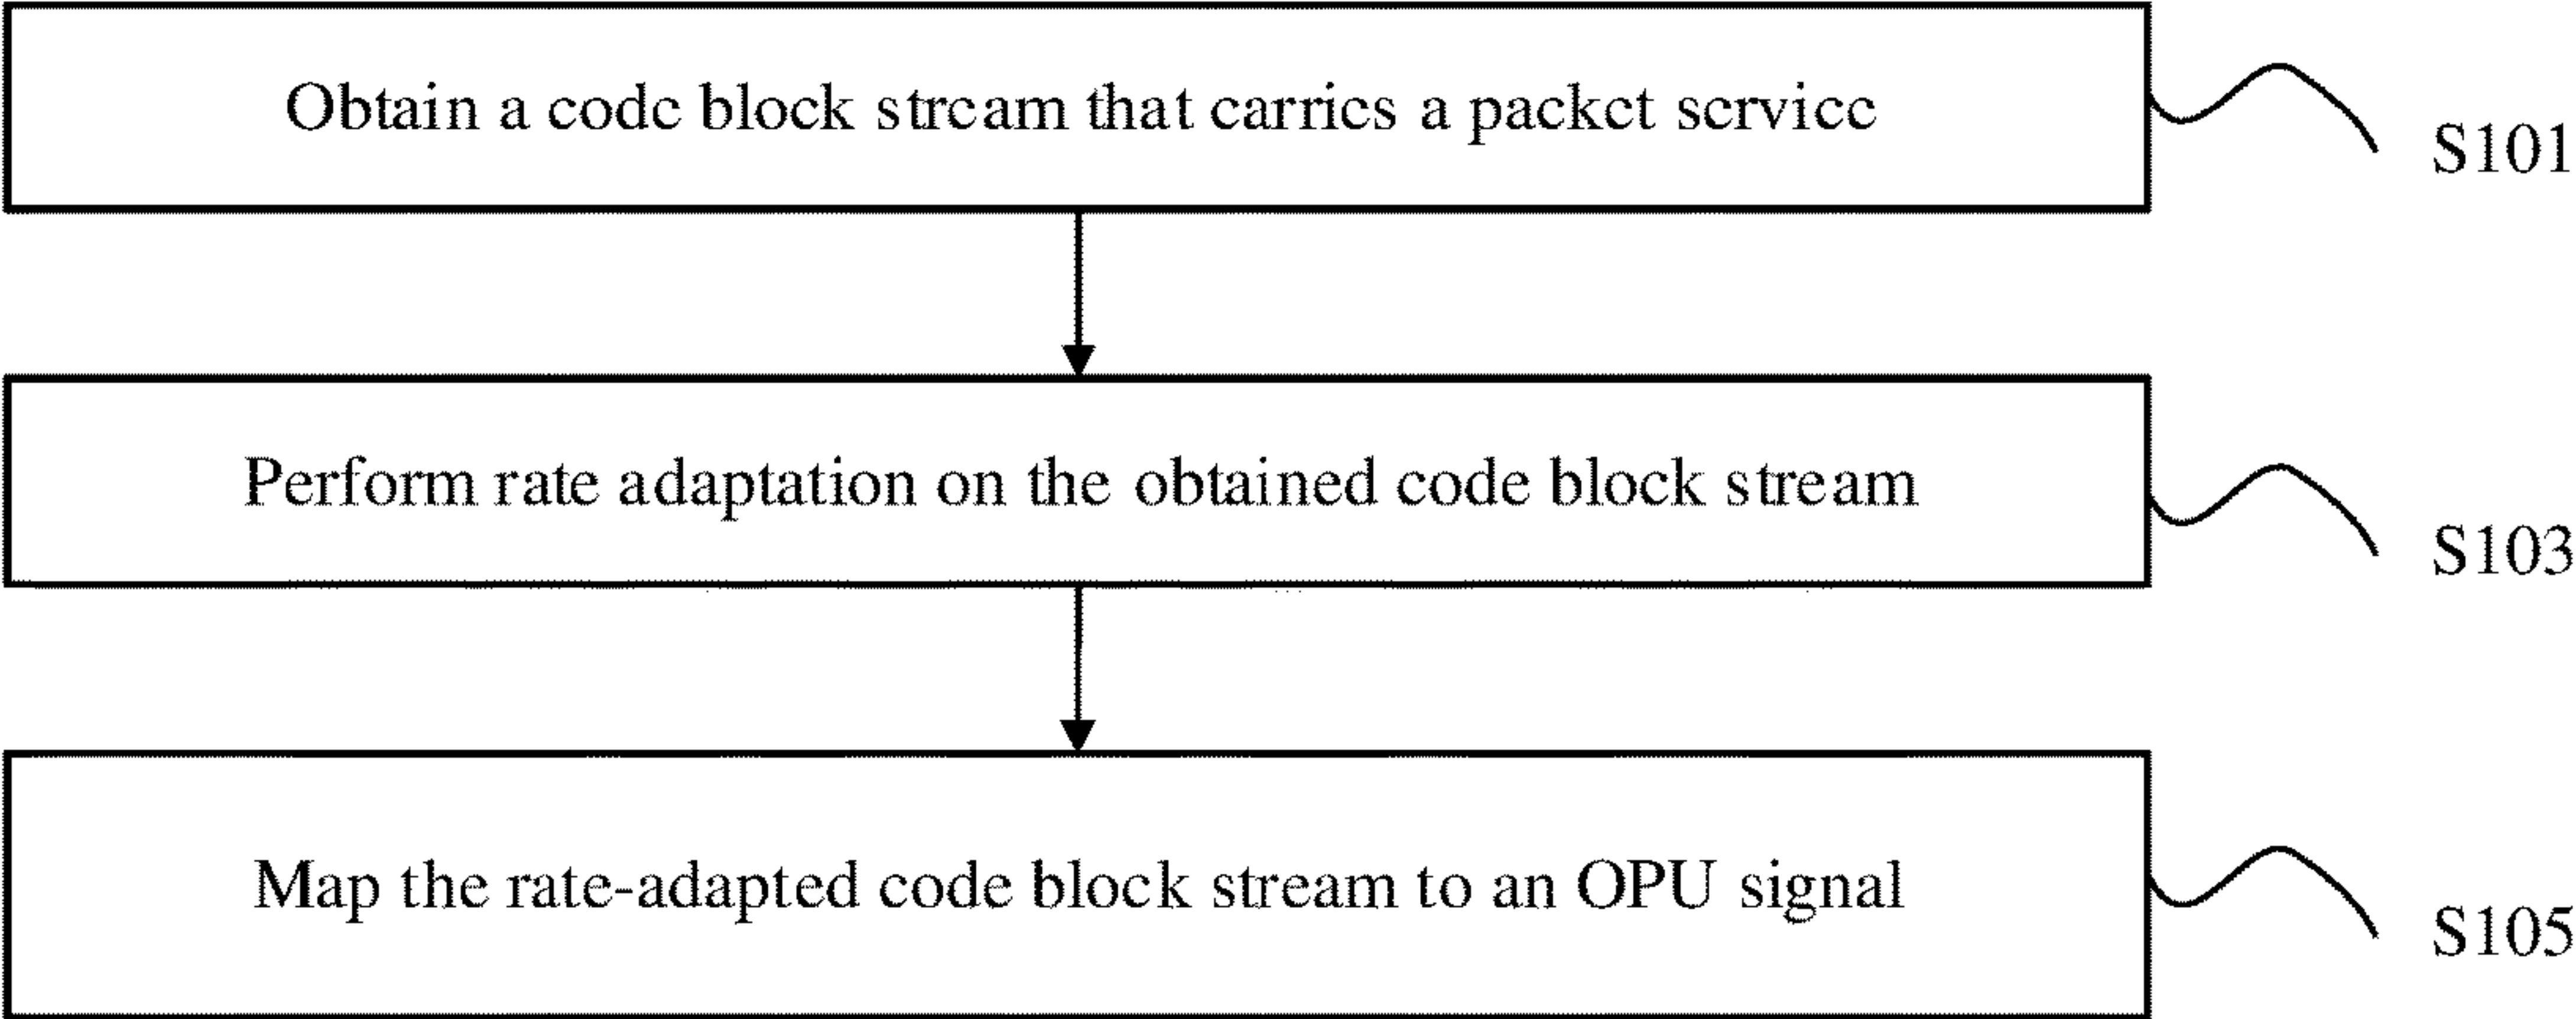 Obtain a code block stream that carries a packet service
S101
Perform rate adaptation on the obtained code block stream
S103
Map the rate-adapted code block stream to an OPU signal
S105